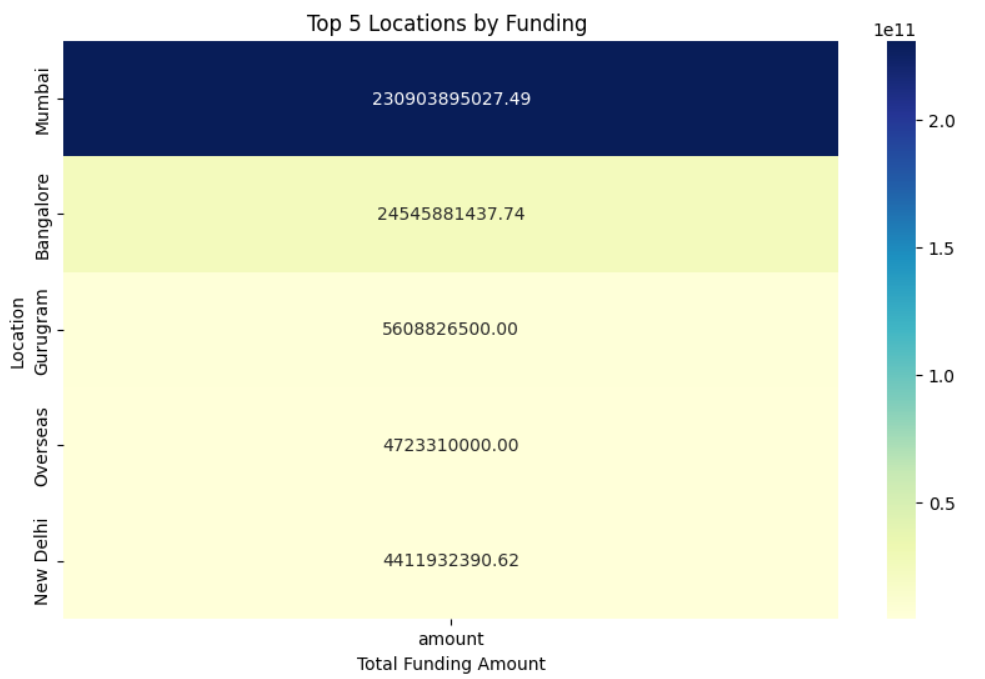 Top 5 Locations by Funding
1e11
Mumbai
230903895027.49
2.0
Bangalore
24545881437.74
1.5
Location
Gurugram
5608826500.00
1.0
Overseas
4723310000.00
0.5
New Delhi
4411932390.62
amount
Total Funding Amount